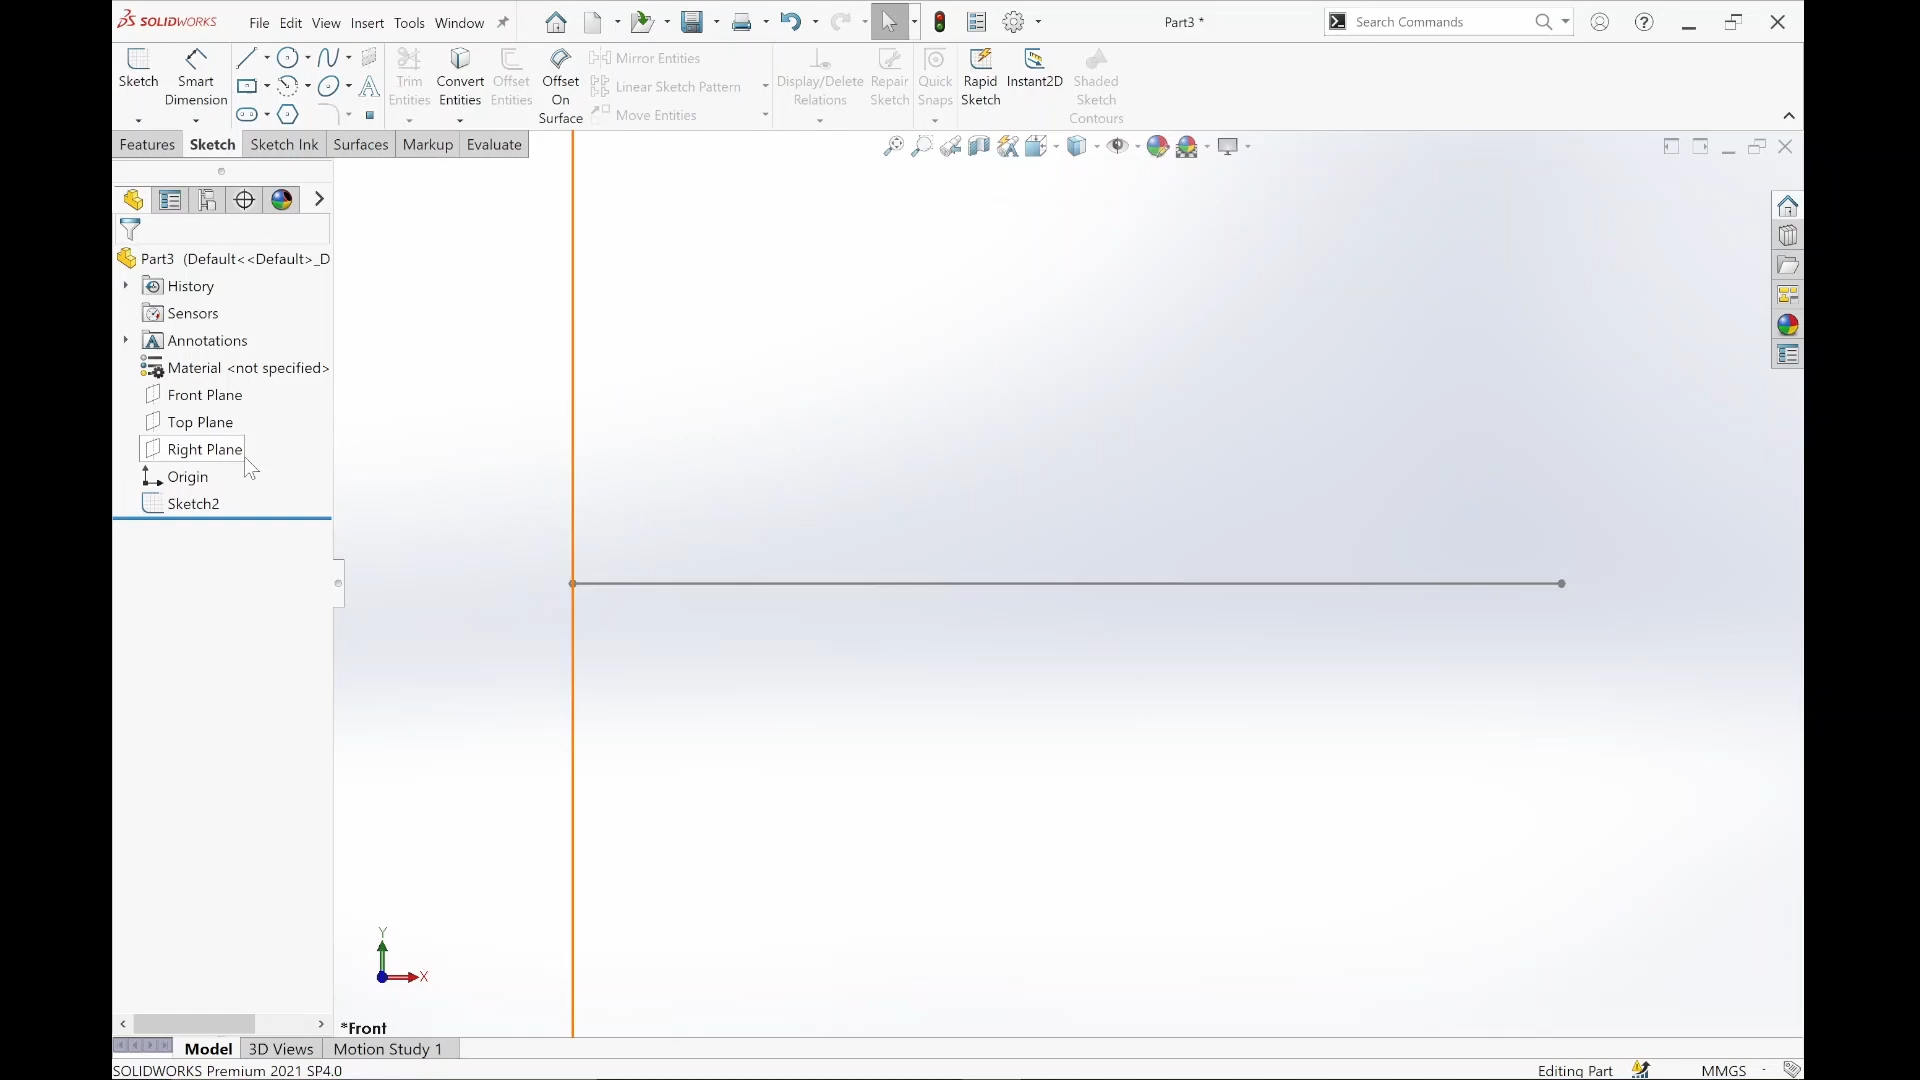 SOLIDWORKS File Edit View Insert Tools Window Part3 * Search Commands
Sketch Smart Dimension Trim Entities Convert Entities Offset Entities Offset On Surface Mirror Entities Linear Sketch Pattern Move Entities Display/Delete Relations Repair Sketch Quick Snaps Rapid Sketch Instant2D Shaded Sketch Contours
Features Sketch Sketch Ink Surfaces Markup Evaluate
Part3 (Default<<Default>_D
History
Sensors
Annotations
Material <not specified>
Front Plane
Top Plane
Right Plane
Origin
Sketch2
Y
X
*Front
Model 3D Views Motion Study 1
SOLIDWORKS Premium 2021 SP4.0 Editing Part MMGS